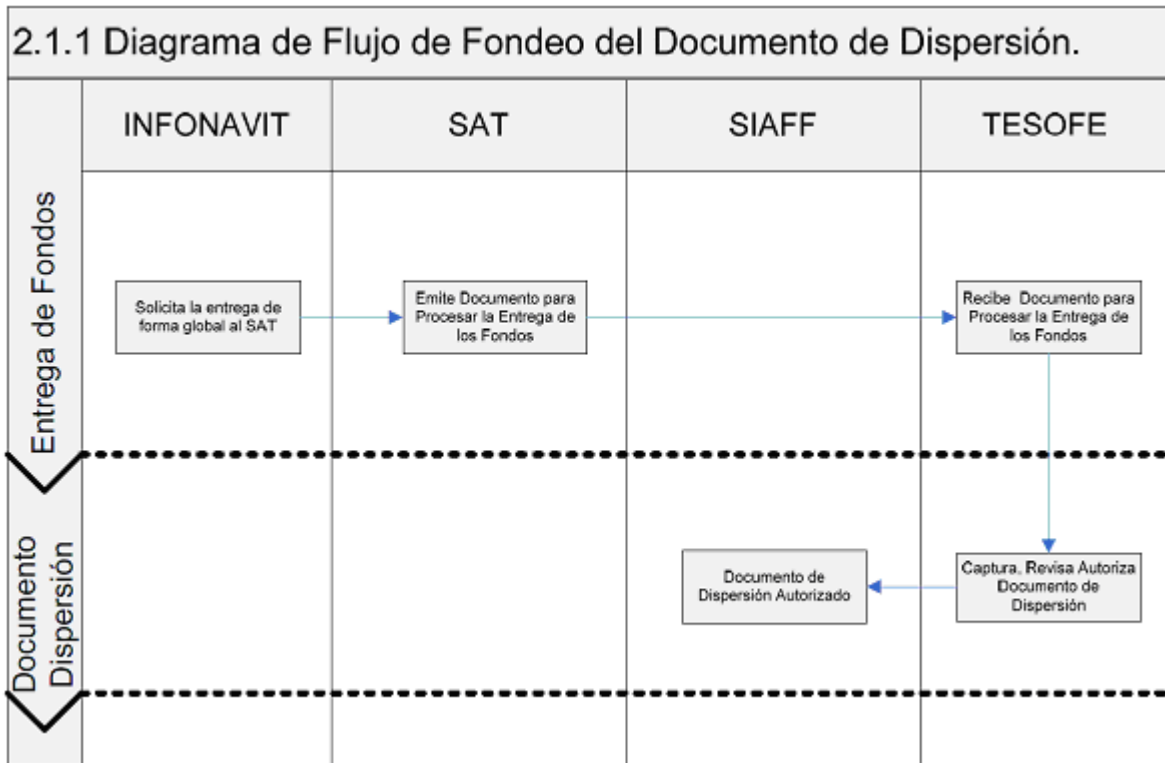 2.1.1 Diagrama de Flujo de Fondeo del Documento de Dispersión.
INFONAVIT
SAT
SIAFF
TESOFE
Entrega de Fondos
Solicita la entrega de
forma global al SAT
Emite Documento para
Procesar la Entrega de
los Fondos
Recibe Documento para
Procesar la Entrega de
los Fondos
Documento
Dispersión
Documento de
Dispersión Autorizado
Captura, Revisa Autoriza
Documento de
Dispersión